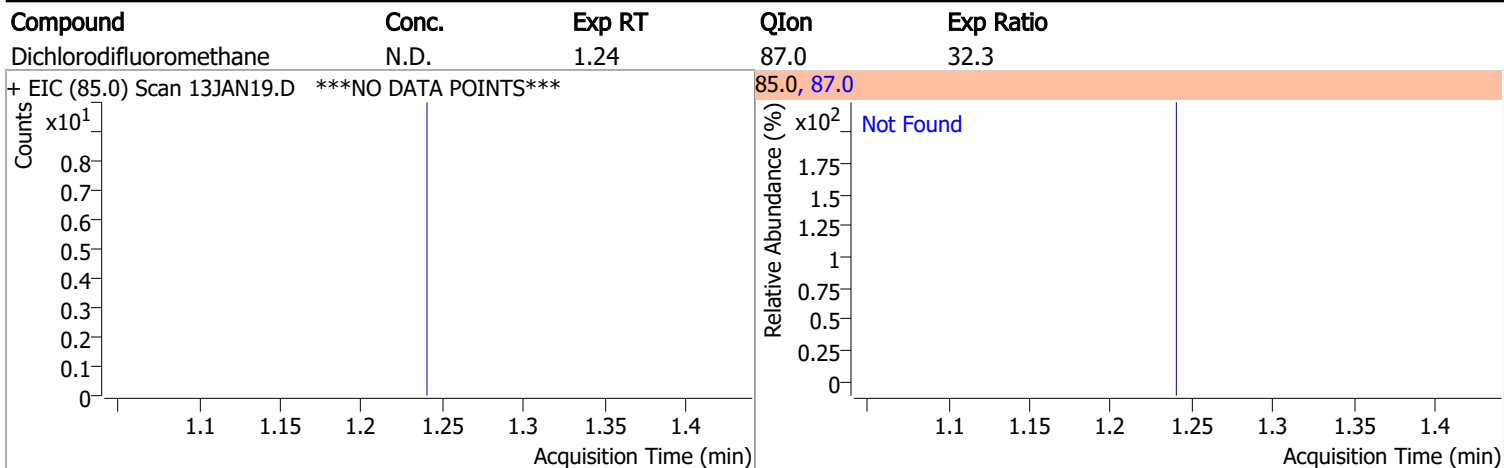 Compound Conc. Exp RT QIon Exp Ratio
Dichlorodifluoromethane N.D. 1.24 87.0 32.3
+ EIC (85.0) Scan 13JAN19.D ***NO DATA POINTS***
Counts
x10¹
0.8
0.7
0.6
0.5
0.4
0.3
0.2
0.1
0
1.1 1.15 1.2 1.25 1.3 1.35 1.4
Acquisition Time (min)
85.0, 87.0
Relative Abundance (%)
x10²
Not Found
1.75
1.5
1.25
1
0.75
0.5
0.25
0
1.1 1.15 1.2 1.25 1.3 1.35 1.4
Acquisition Time (min)